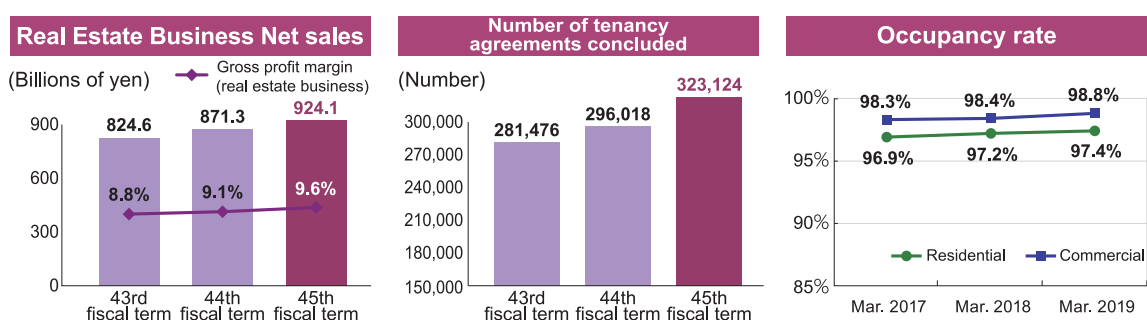 Real Estate Business Net sales
(Billions of yen)
Gross profit margin
(real estate business)
900
600
300
0
824.6
871.3
924.1
8.8%
9.1%
9.6%
43rd
fiscal term
44th
fiscal term
45th
fiscal term
Number of tenancy
agreements concluded
(Number)
300,000
270,000
240,000
210,000
180,000
150,000
281,476
296,018
323,124
43rd
fiscal term
44th
fiscal term
45th
fiscal term
Occupancy rate
100%
95%
90%
85%
98.3%
98.4%
98.8%
96.9%
97.2%
97.4%
Residential
Commercial
Mar. 2017
Mar. 2018
Mar. 2019